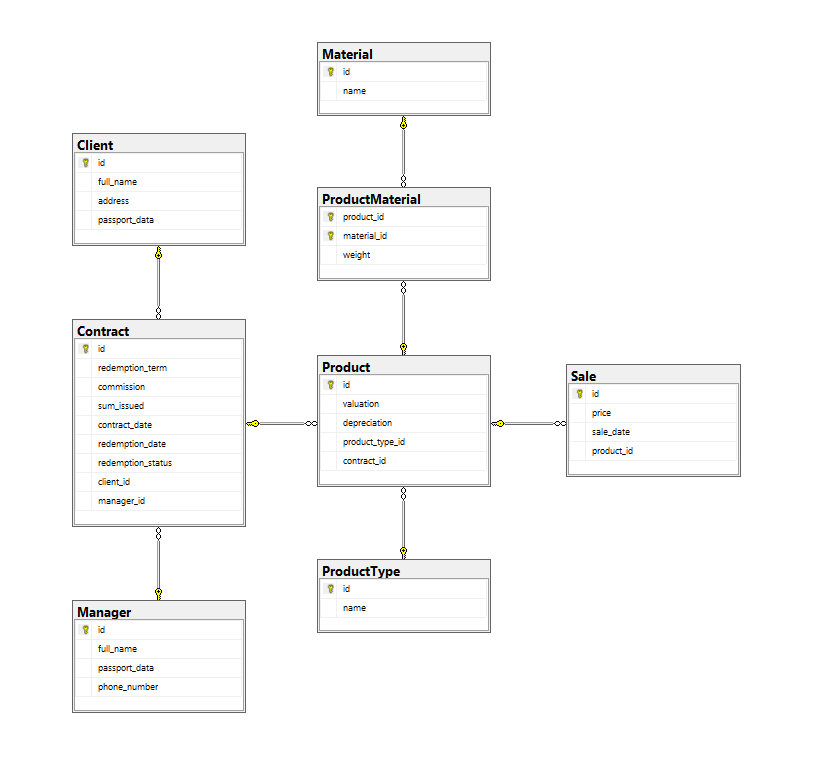 Material
id
name
Client
id
full_name
address
passport_data
ProductMaterial
product_id
material_id
weight
Contract
id
redemption_term
commission
sum_issued
contract_date
redemption_date
redemption_status
client_id
manager_id
Product
id
valuation
depreciation
product_type_id
contract_id
Sale
id
price
sale_date
product_id
ProductType
id
name
Manager
id
full_name
passport_data
phone_number